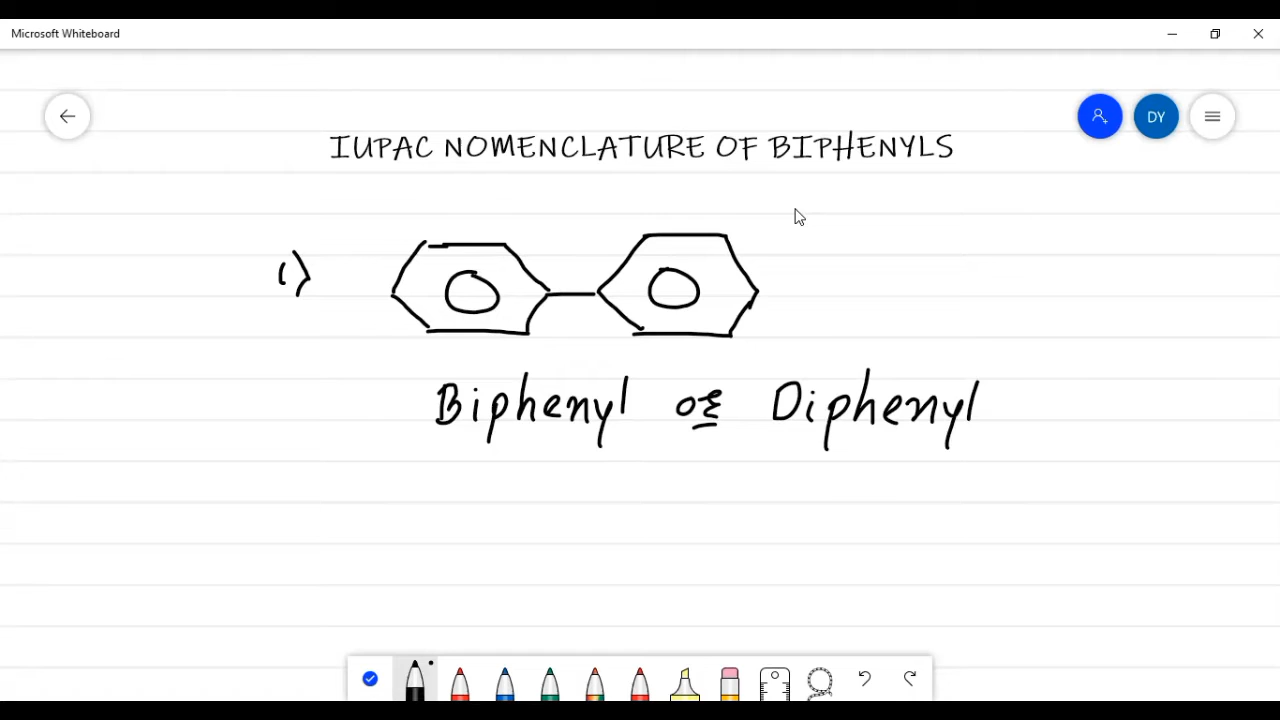 Microsoft Whiteboard
DY
IUPAC NOMENCLATURE OF BIPHENYLS
1)
Biphenyl or Diphenyl